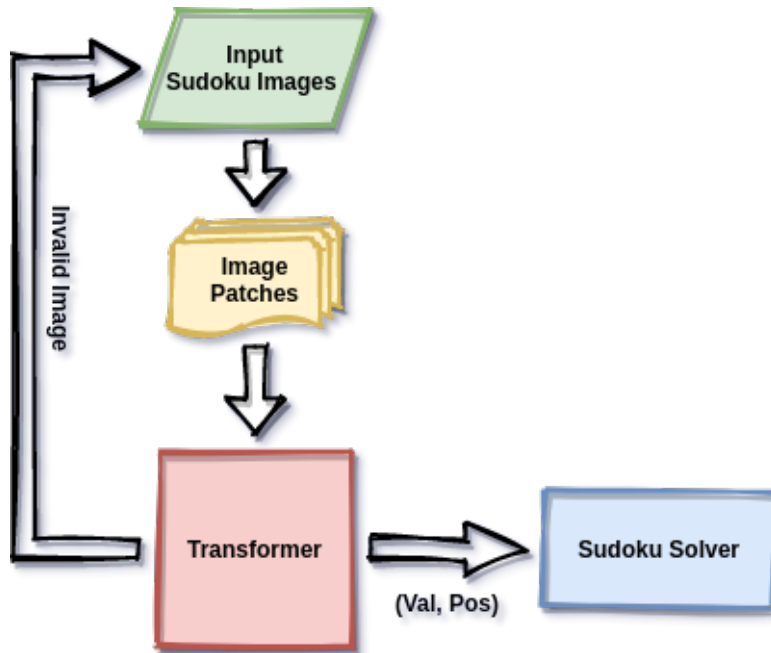 Input
Sudoku Images
Invalid Image
Image
Patches
Transformer
Sudoku Solver
(Val, Pos)